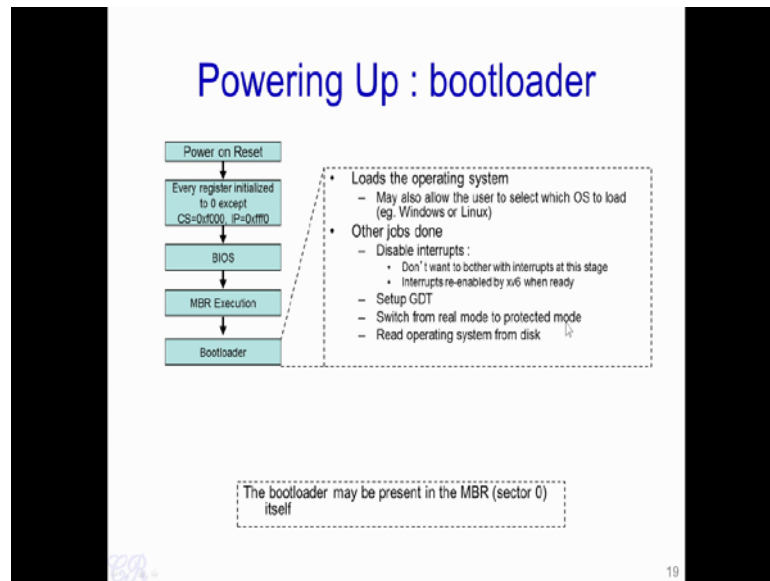 Powering Up : bootloader
Power on Reset
Every register initialized
to 0 except
CS=0xf000, IP=0xfff0
BIOS
MBR Execution
Bootloader
• Loads the operating system
– May also allow the user to select which OS to load
(eg. Windows or Linux)
• Other jobs done
– Disable interrupts :
• Don't want to bother with interrupts at this stage
• Interrupts re-enabled by xv6 when ready
– Setup GDT
– Switch from real mode to protected mode
– Read operating system from disk
The bootloader may be present in the MBR (sector 0)
itself
19